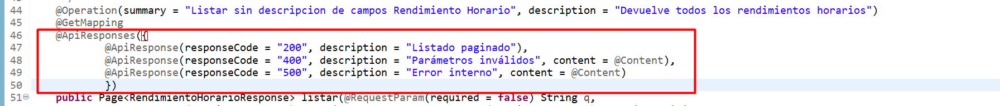 44 @Operation(summary = "Listar sin descripcion de campos Rendimiento Horario", description = "Devuelve todos los rendimientos horarios")
45 @GetMapping
46 @ApiResponses({
47 @ApiResponse(responseCode = "200", description = "Listado paginado"),
48 @ApiResponse(responseCode = "400", description = "Parámetros inválidos", content = @Content),
49 @ApiResponse(responseCode = "500", description = "Error interno", content = @Content)
50 })
51 public Page<RendimientoHorarioResponse> listar(@RequestParam(required = false) String q,